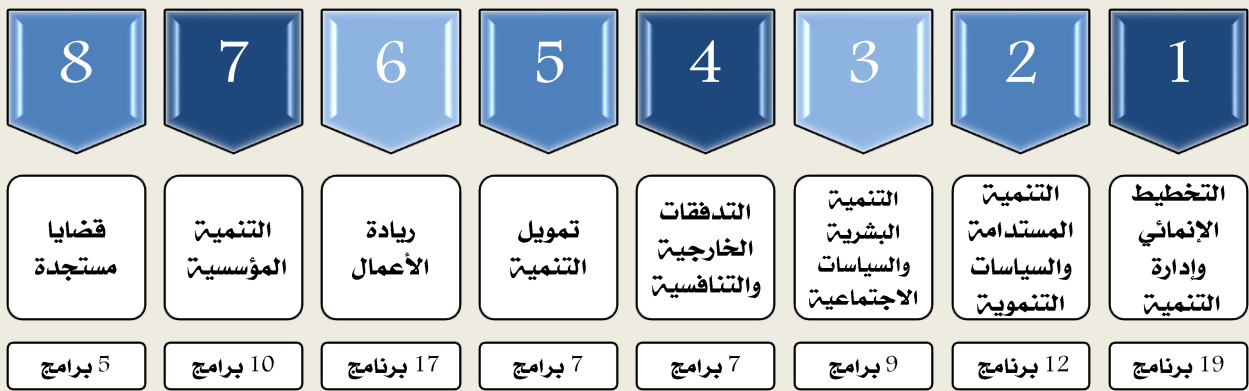 1
2
3
4
5
6
7
8
التخطيط
الإنمائي
وإدارة
التنمية
التنمية
المستدامة
والسياسات
التنموية
التنمية
البشرية
والسياسات
الاجتماعية
التدفقات
الخارجية
والتنافسية
تمويل
التنمية
ريادة
الأعمال
التنمية
المؤسسية
قضايا
مستجدة
19 برنامج
12 برنامج
9 برامج
7 برامج
7 برامج
17 برنامج
10 برامج
5 برامج